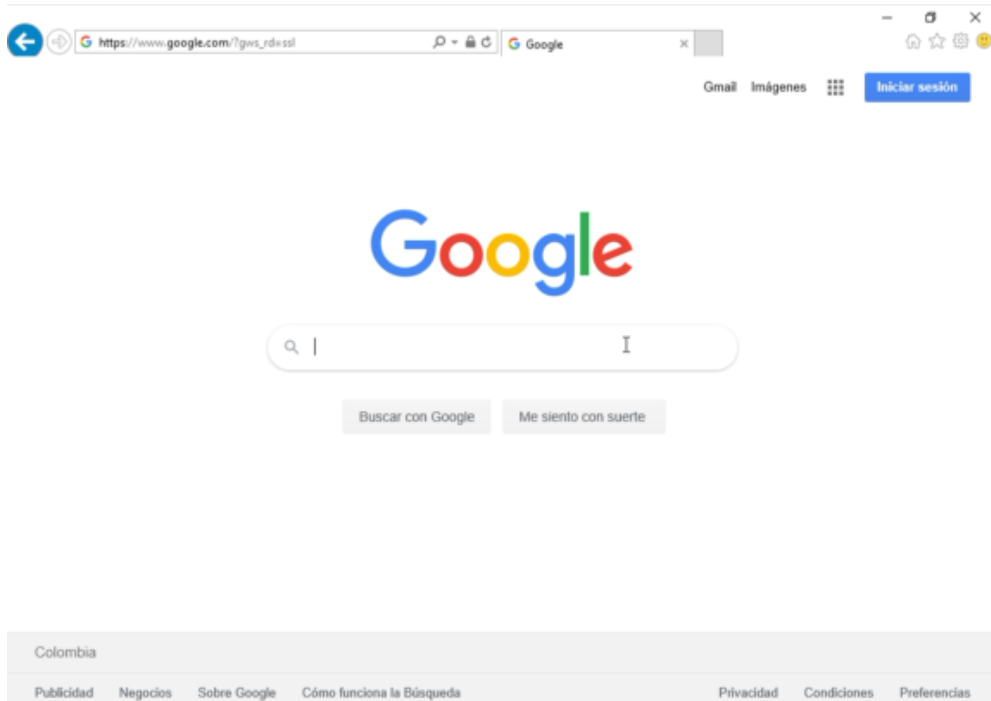 https://www.google.com/?gws_rd=ssl
Google
Gmail Imágenes Iniciar sesión
Google
Buscar con Google Me siento con suerte
Colombia
Publicidad Negocios Sobre Google Cómo funciona la Búsqueda Privacidad Condiciones Preferencias